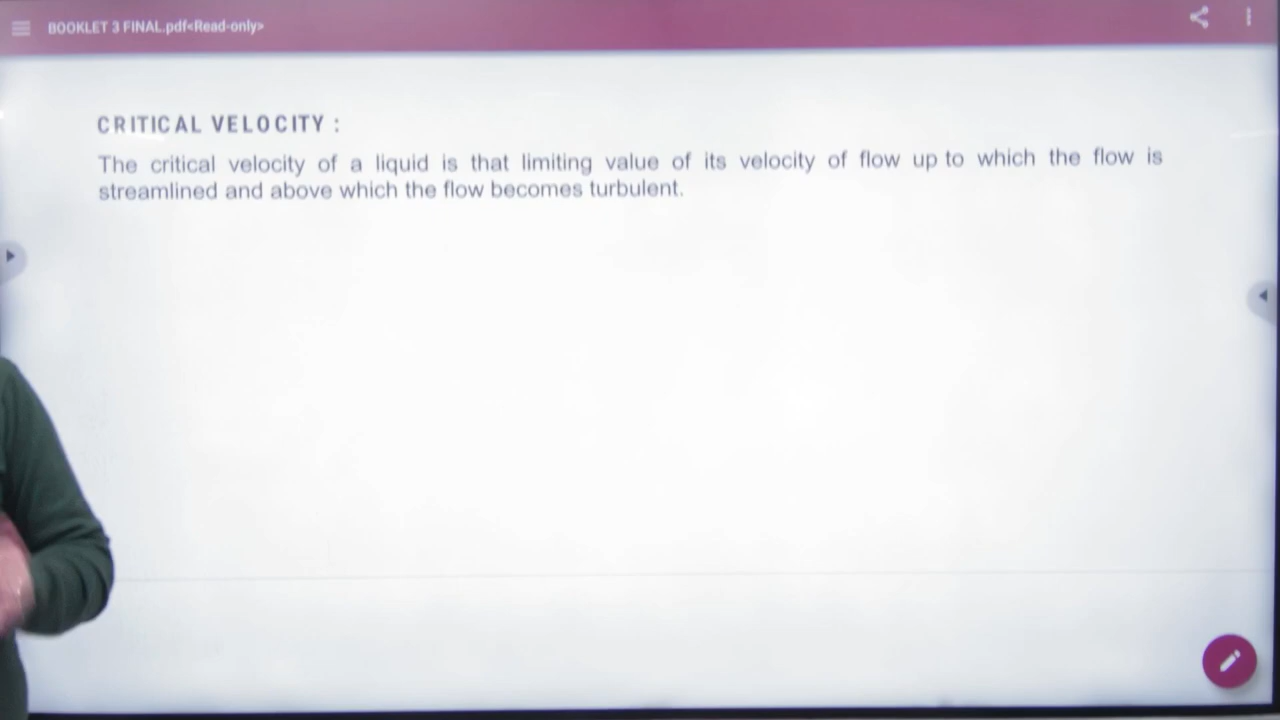 BOOKLET 3 FINAL.pdf<Read-only>
CRITICAL VELOCITY :
The critical velocity of a liquid is that limiting value of its velocity of flow up to which the flow is
streamlined and above which the flow becomes turbulent.